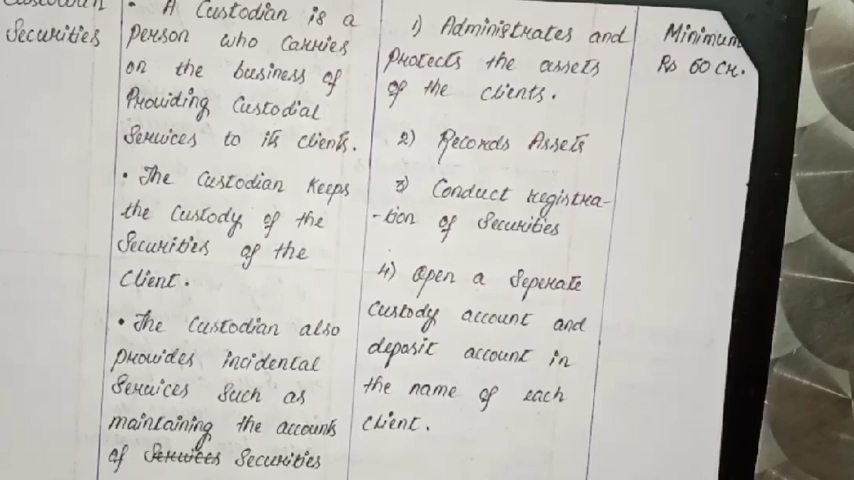 Securities
• A Custodian is a
Person who Carries
on the business of
Providing Custodial
Services to its clients.
• The Custodian Keeps
the Custody of the
Securities of the
Client.
• The Custodian also
provides incidental
Services Such as
maintaining the accounts
of Services Securities
1) Administrates and
Protects the assets
of the clients.
2) Records Assets
3) Conduct registra-
-tion of Securities
4) Open a Seperate
Custody account and
deposit account in
the name of each
Client.
Minimum
Rs 50 Cr.